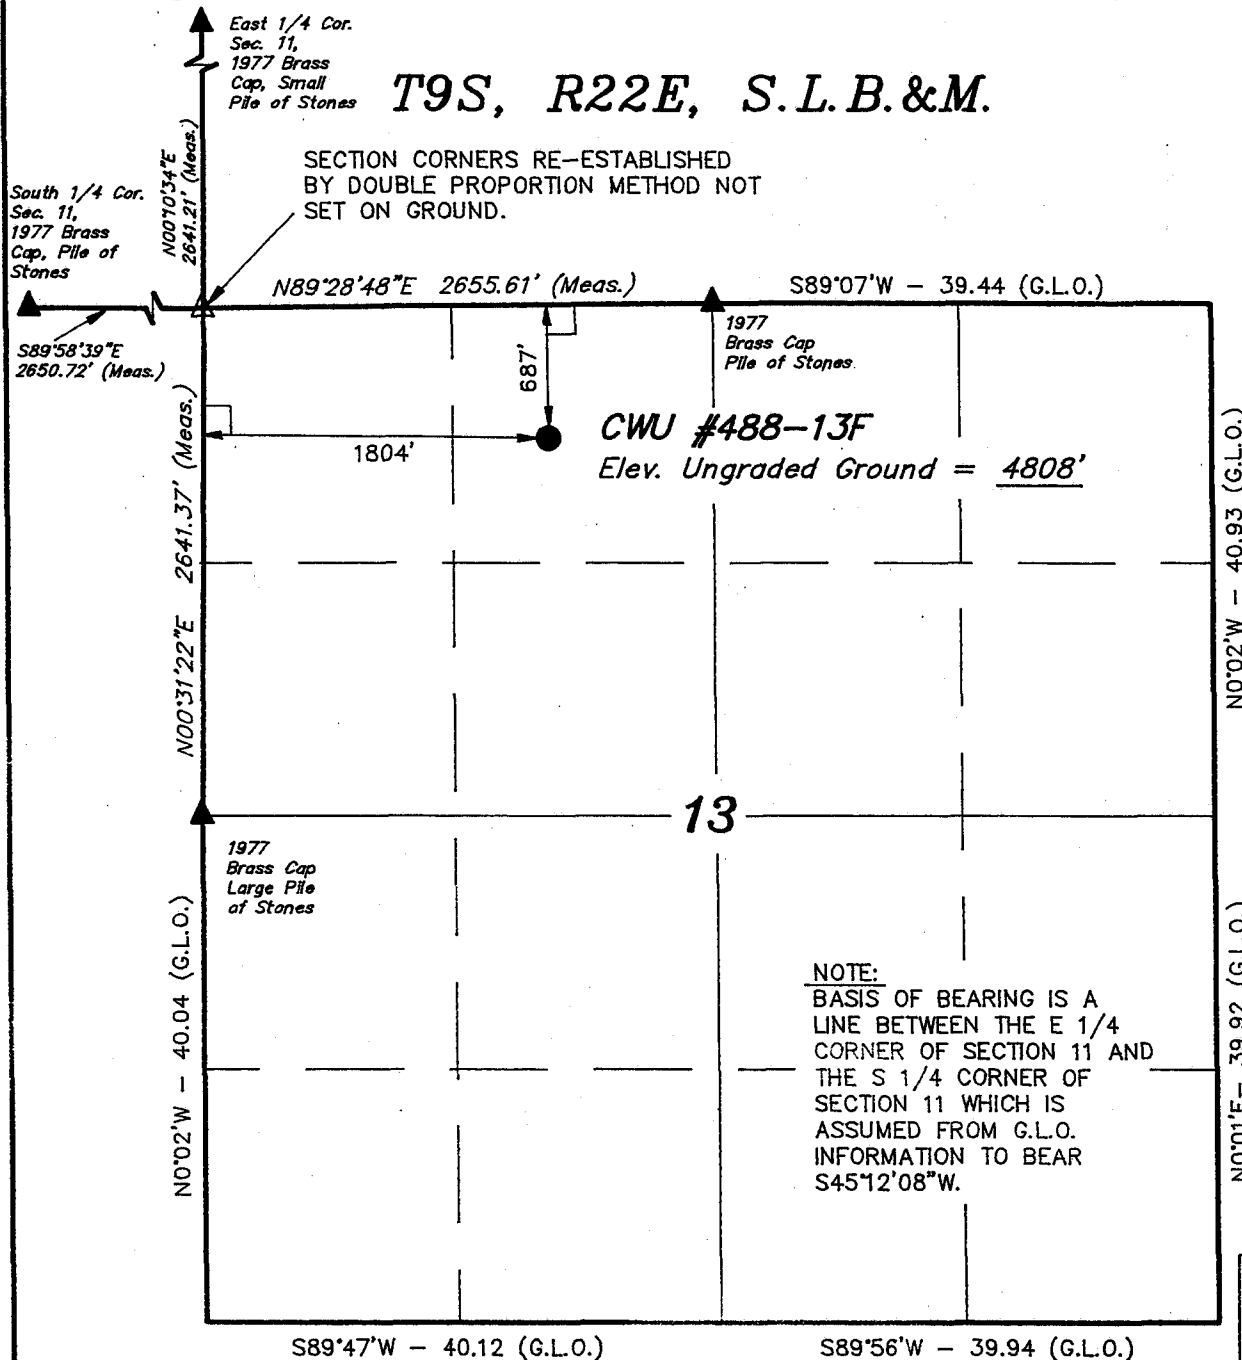 East 1/4 Cor.
Sec. 11,
1977 Brass
Cap, Small
Pile of Stones
T9S, R22E, S.L.B.&M.
N00°10'34"E
2641.21' (Meas.)
SECTION CORNERS RE-ESTABLISHED
BY DOUBLE PROPORTION METHOD NOT
SET ON GROUND.
South 1/4 Cor.
Sec. 11,
1977 Brass
Cap, Pile of
Stones
N89°28'48"E 2655.61' (Meas.)
S89°07'W - 39.44 (G.L.O.)
S89°58'39"E
2650.72' (Meas.)
1977
Brass Cap
Pile of Stones
687'
1804'
CWU #488-13F
Elev. Ungraded Ground = 4808'
N00°31'22"E 2641.37' (Meas.)
N0°02'W - 40.93 (G.L.O.)
13
1977
Brass Cap
Large Pile
of Stones
N0°02'W - 40.04 (G.L.O.)
N0°01'E- 39.92 (G.L.O.)
NOTE:
BASIS OF BEARING IS A
LINE BETWEEN THE E 1/4
CORNER OF SECTION 11 AND
THE S 1/4 CORNER OF
SECTION 11 WHICH IS
ASSUMED FROM G.L.O.
INFORMATION TO BEAR
S45°12'08"W.
S89°47'W - 40.12 (G.L.O.)
S89°56'W - 39.94 (G.L.O.)